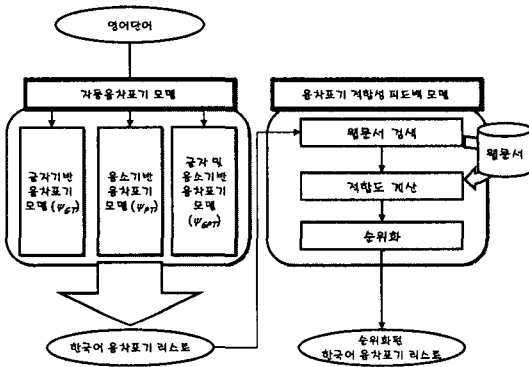 영어단어
자동음차표기 모델
글자기반
음차표기
모델(ΨGT)
음소기반
음차표기
모델(ΨPT)
글자 및
음소기반
음차표기
모델
(ΨGPT)
한국어 음차표기 리스트
음차표기 적합성 피드백 모델
웹문서 검색
웹문서
적합도 계산
순위화
순위화된
한국어 음차표기 리스트